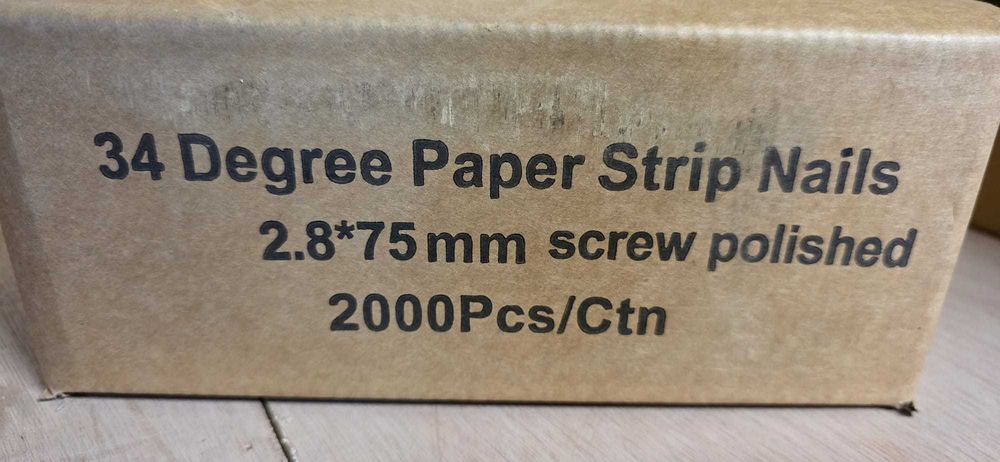 34 Degree Paper Strip Nails
2.8*75mm screw polished
2000Pcs/Ctn